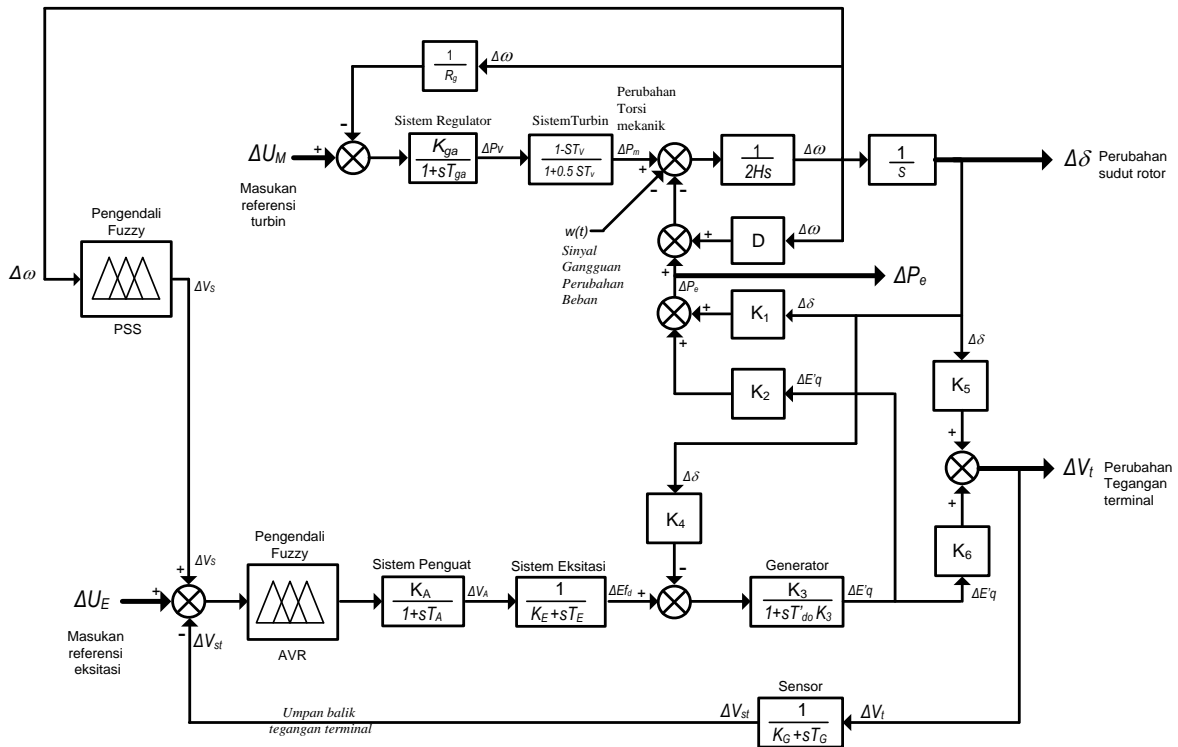 1
R_g
Δω
Perubahan
Torsi
mekanik
-
Sistem Regulator
SistemTurbin
ΔU_M
+
K_ga
1+sT_ga
ΔPv
1-ST_v
1+0.5 ST_v
ΔP_m
+
-
-
1
2Hs
Δω
1
s
Δδ
Perubahan
sudut rotor
Masukan
referensi
turbin
w(t)
Sinyal
Gangguan
Perubahan
Beban
+
D
Δω
+
ΔP_e
ΔP_e
Pengendali
Fuzzy
Δω
ΔV_S
PSS
+
K_1
Δδ
+
K_2
ΔE'q
Δδ
K_5
+
ΔV_t
Perubahan
Tegangan
terminal
+
K_6
ΔE'q
Δδ
K_4
-
Pengendali
Fuzzy
ΔV_S
+
ΔU_E
+
-
ΔV_st
Masukan
referensi
eksitasi
AVR
Sistem Penguat
K_A
1+sT_A
ΔV_A
Sistem Eksitasi
1
K_E+sT_E
ΔEf_d
+
Generator
K_3
1+sT'_do K_3
ΔE'q
Sensor
1
K_G+sT_G
ΔV_t
ΔV_st
Umpan balik
tegangan terminal